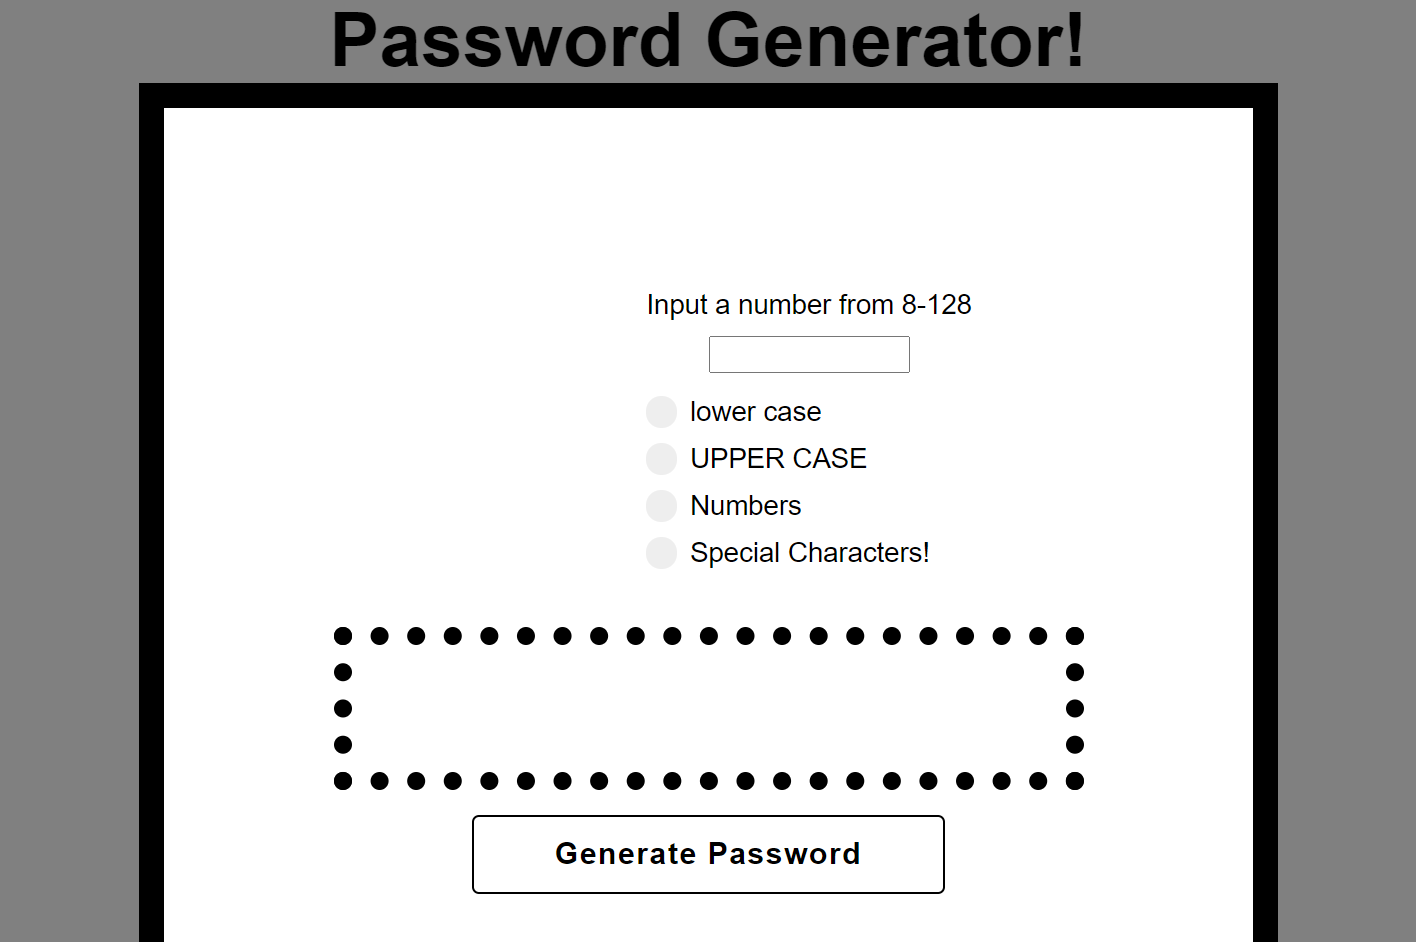 Password Generator!
Input a number from 8-128
lower case
UPPER CASE
Numbers
Special Characters!
Generate Password